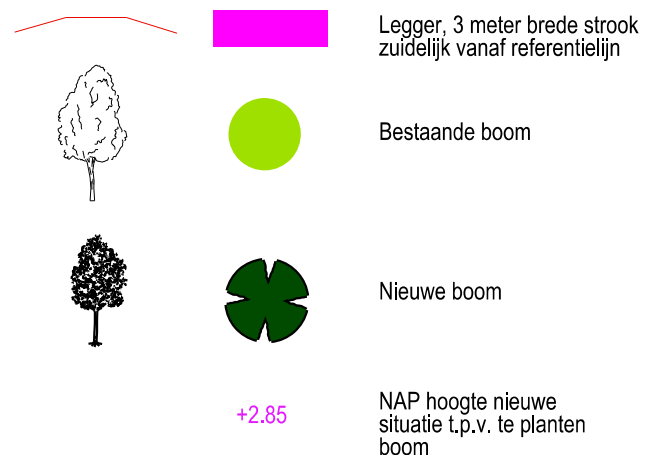 Legger, 3 meter brede strook
zuidelijk vanaf referentielijn
Bestaande boom
Nieuwe boom
+2.85
NAP hoogte nieuwe
situatie t.p.v. te planten
boom